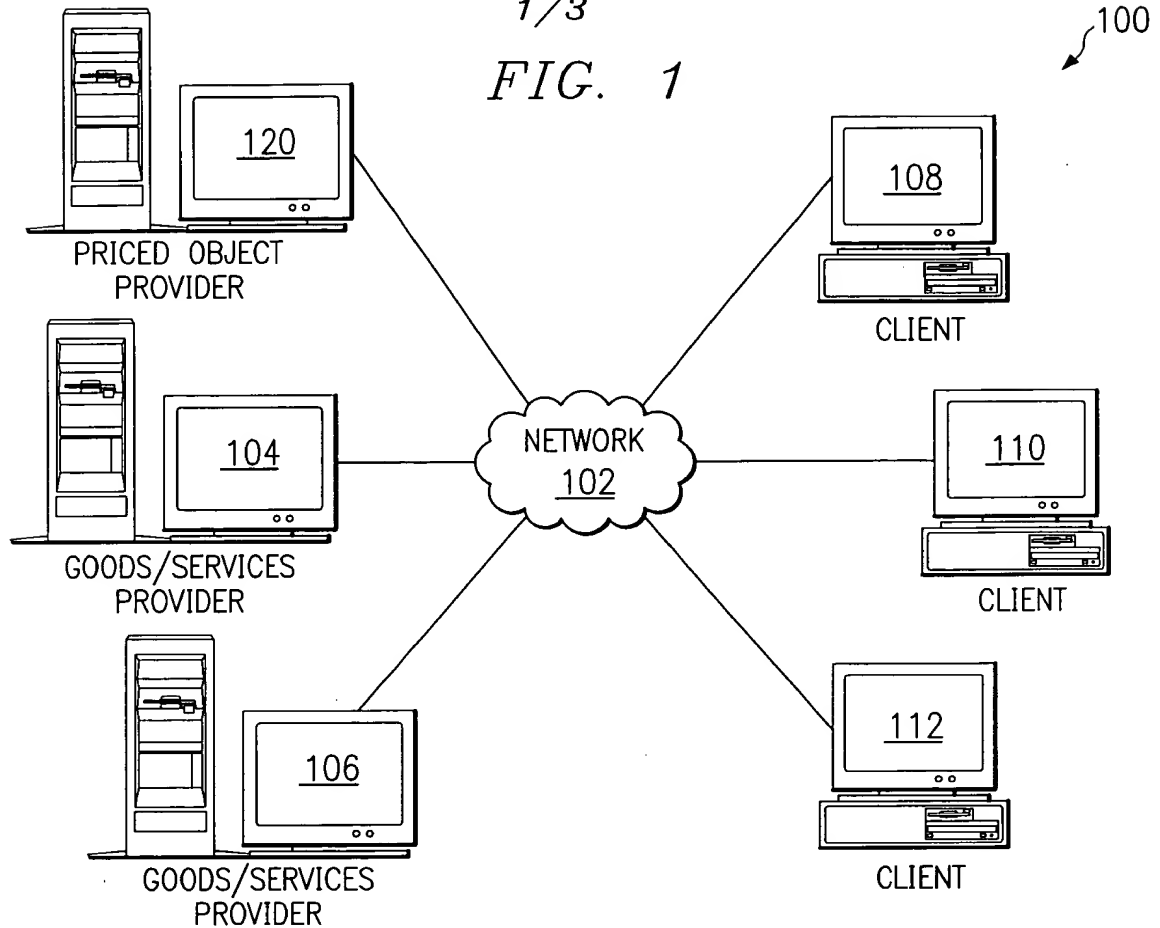 1/3
FIG. 1
100
120
PRICED OBJECT
PROVIDER
108
CLIENT
104
GOODS/SERVICES
PROVIDER
NETWORK
102
110
CLIENT
106
GOODS/SERVICES
PROVIDER
112
CLIENT